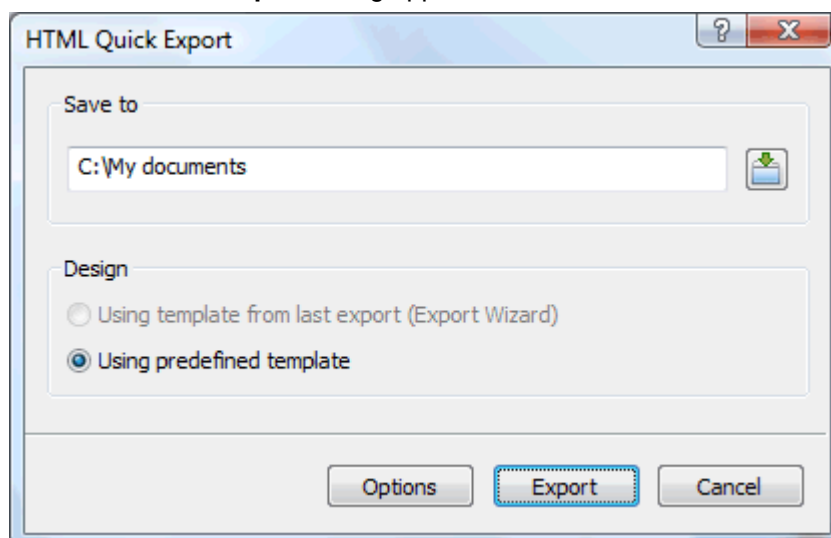 HTML Quick Export
Save to
C:\My documents
Design
Using template from last export (Export Wizard)
Using predefined template
Options Export Cancel